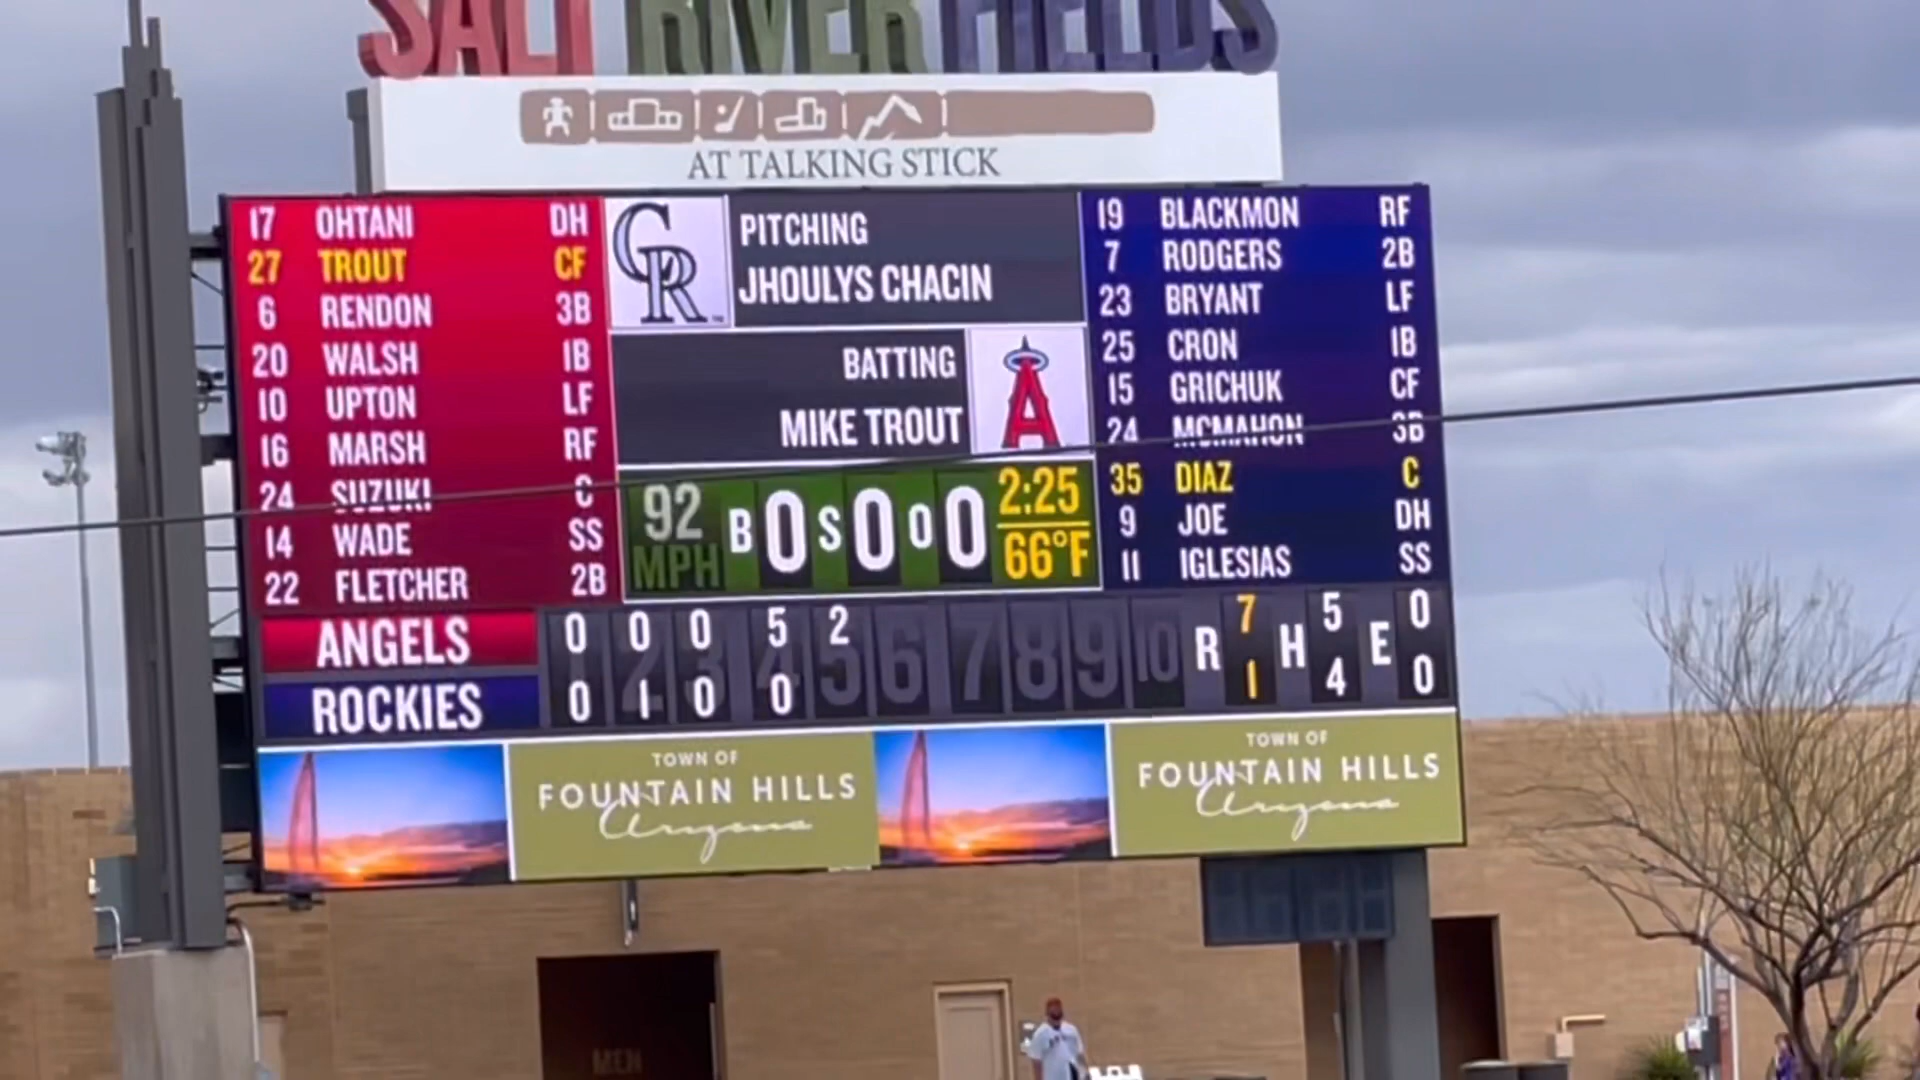 SALT RIVER FIELDS
AT TALKING STICK
17 OHTANI DH
27 TROUT CF
6 RENDON 3B
20 WALSH 1B
10 UPTON LF
16 MARSH RF
24 SUZUKI C
14 WADE SS
22 FLETCHER 2B
CR
PITCHING
JHOULYS CHACIN
BATTING
MIKE TROUT
A
92 MPH B 0 S 0 O 0
2:25
66°F
19 BLACKMON RF
7 RODGERS 2B
23 BRYANT LF
25 CRON 1B
15 GRICHUK CF
24 MCMAHON 3B
35 DIAZ C
9 JOE DH
11 IGLESIAS SS
1 2 3 4 5 6 7 8 9 10 R H E
ANGELS 0 0 0 5 2 7 5 0
ROCKIES 0 1 0 0 1 4 0
TOWN OF
FOUNTAIN HILLS
Arizona
TOWN OF
FOUNTAIN HILLS
Arizona
MEN